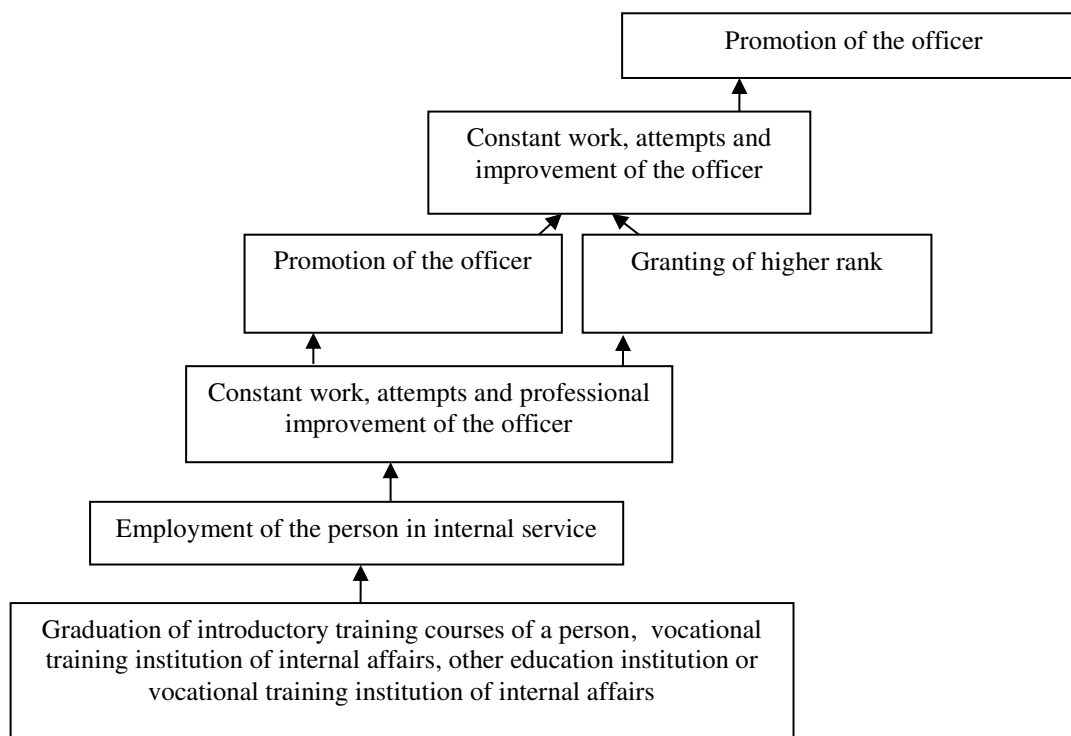 Promotion of the officer
Constant work, attempts and
improvement of the officer
Promotion of the officer
Granting of higher rank
Constant work, attempts and professional
improvement of the officer
Employment of the person in internal service
Graduation of introductory training courses of a person, vocational
training institution of internal affairs, other education institution or
vocational training institution of internal affairs